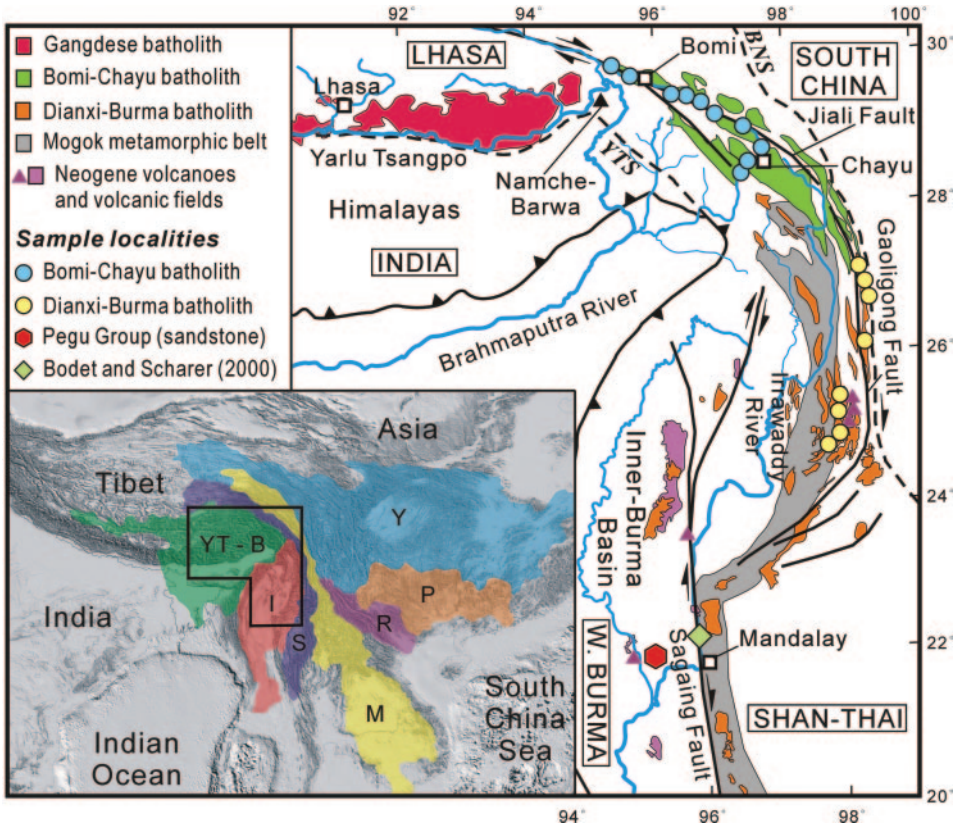 92
94
96
98
100
30
28
26
24
22
20
94
96
98
Gangdese batholith
Bomi-Chayu batholith
Dianxi-Burma batholith
Mogok metamorphic belt
Neogene volcanoes
and volcanic fields
Sample localities
Bomi-Chayu batholith
Dianxi-Burma batholith
Pegu Group (sandstone)
Bodet and Scharer (2000)
LHASA
Lhasa
Yarlu Tsangpo
Himalayas
INDIA
Namche-
Barwa
YTS
BNS
Bomi
SOUTH
CHINA
Jiali Fault
Chayu
Gaoligong Fault
Brahmaputra River
Irrawaddy
River
Inner-Burma
Basin
W. BURMA
Sagaing Fault
Mandalay
SHAN-THAI
Asia
Tibet
Y
YT - B
I
S
R
P
M
India
Indian
Ocean
South
China
Sea